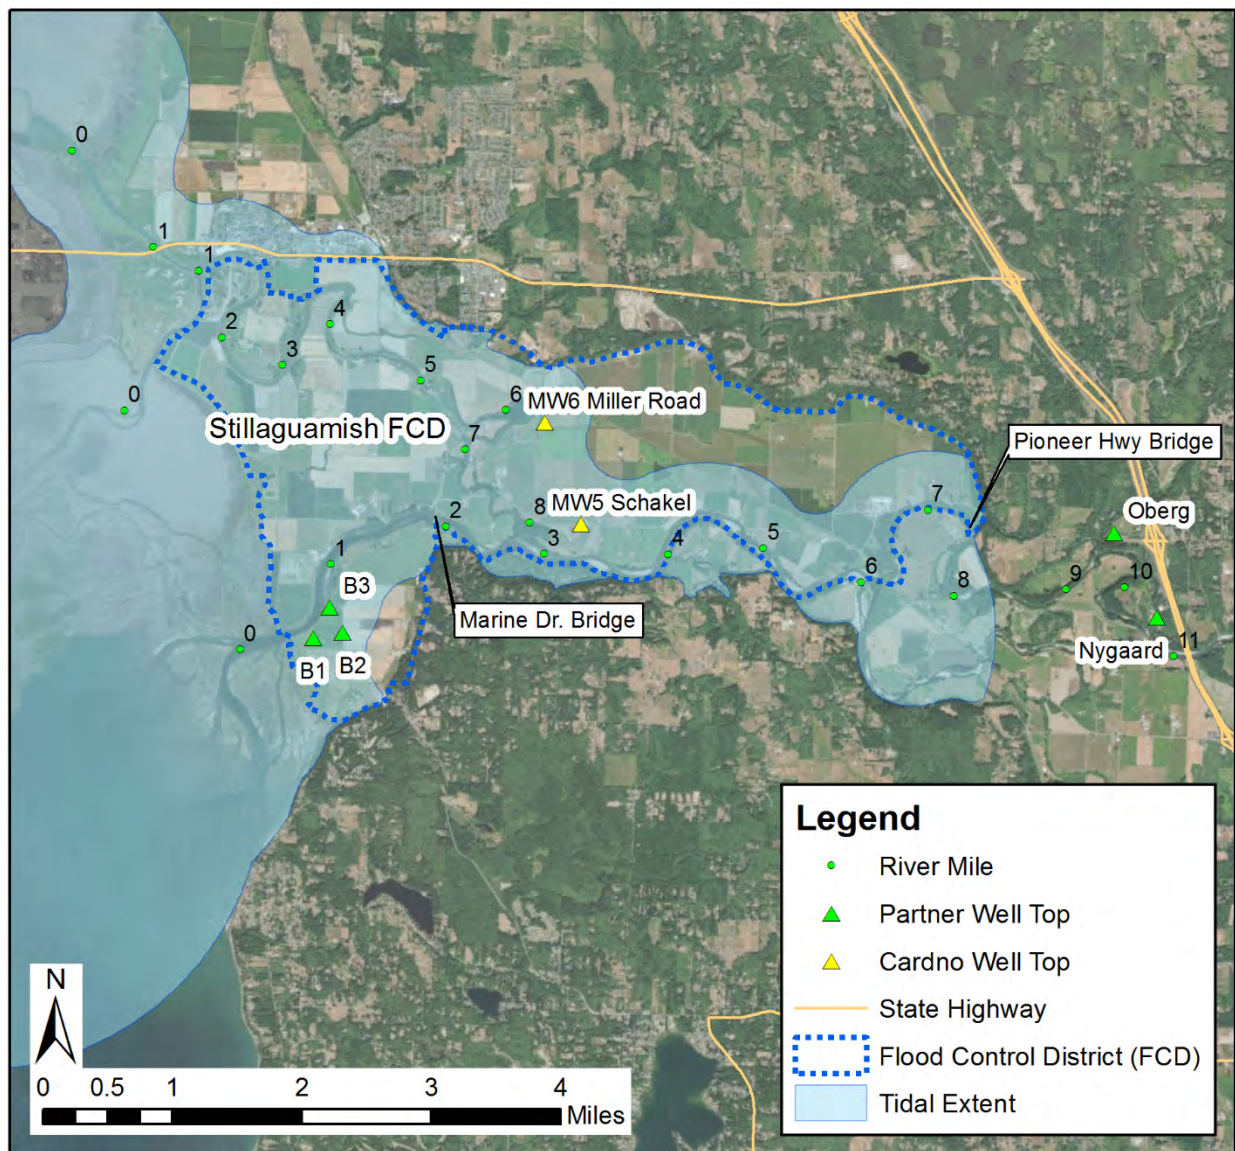 0
1
1
2
4
3
5
0
6
MW6 Miller Road
Stillaguamish FCD
7
Pioneer Hwy Bridge
MW5 Schakel
7
Oberg
2
8
3
4
5
1
6
8
9
10
B3
Marine Dr. Bridge
0
B1
B2
Nygaard
11
Legend
River Mile
Partner Well Top
Cardno Well Top
State Highway
Flood Control District (FCD)
Tidal Extent
N
0 0.5 1 2 3 4
Miles